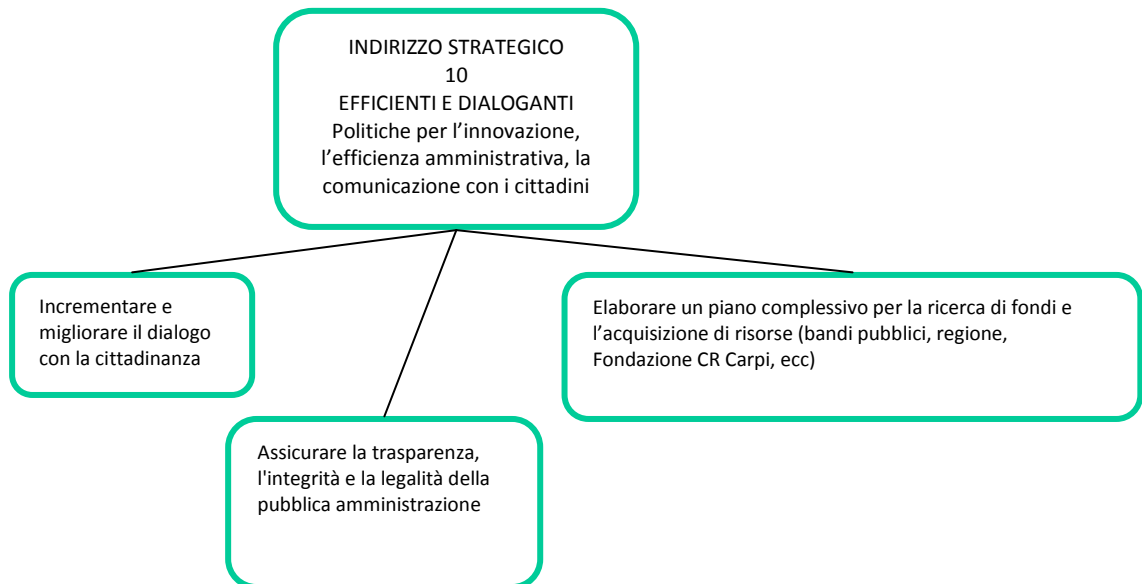 INDIRIZZO STRATEGICO
10
EFFICIENTI E DIALOGANTI
Politiche per l’innovazione,
l’efficienza amministrativa, la
comunicazione con i cittadini
Incrementare e
migliorare il dialogo
con la cittadinanza
Elaborare un piano complessivo per la ricerca di fondi e
l’acquisizione di risorse (bandi pubblici, regione,
Fondazione CR Carpi, ecc)
Assicurare la trasparenza,
l'integrità e la legalità della
pubblica amministrazione